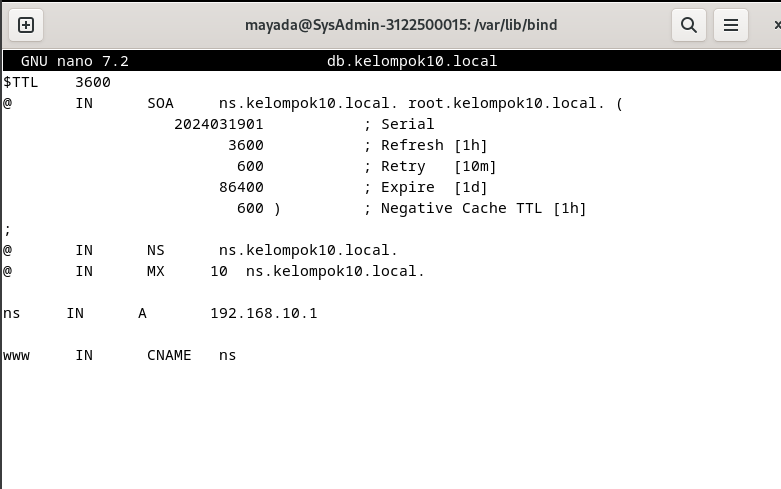 mayada@SysAdmin-3122500015: /var/lib/bind
GNU nano 7.2 db.kelompok10.local
$TTL 3600
@ IN SOA ns.kelompok10.local. root.kelompok10.local. (
2024031901 ; Serial
3600 ; Refresh [1h]
600 ; Retry [10m]
86400 ; Expire [1d]
600 ) ; Negative Cache TTL [1h]
;
@ IN NS ns.kelompok10.local.
@ IN MX 10 ns.kelompok10.local.
ns IN A 192.168.10.1
www IN CNAME ns